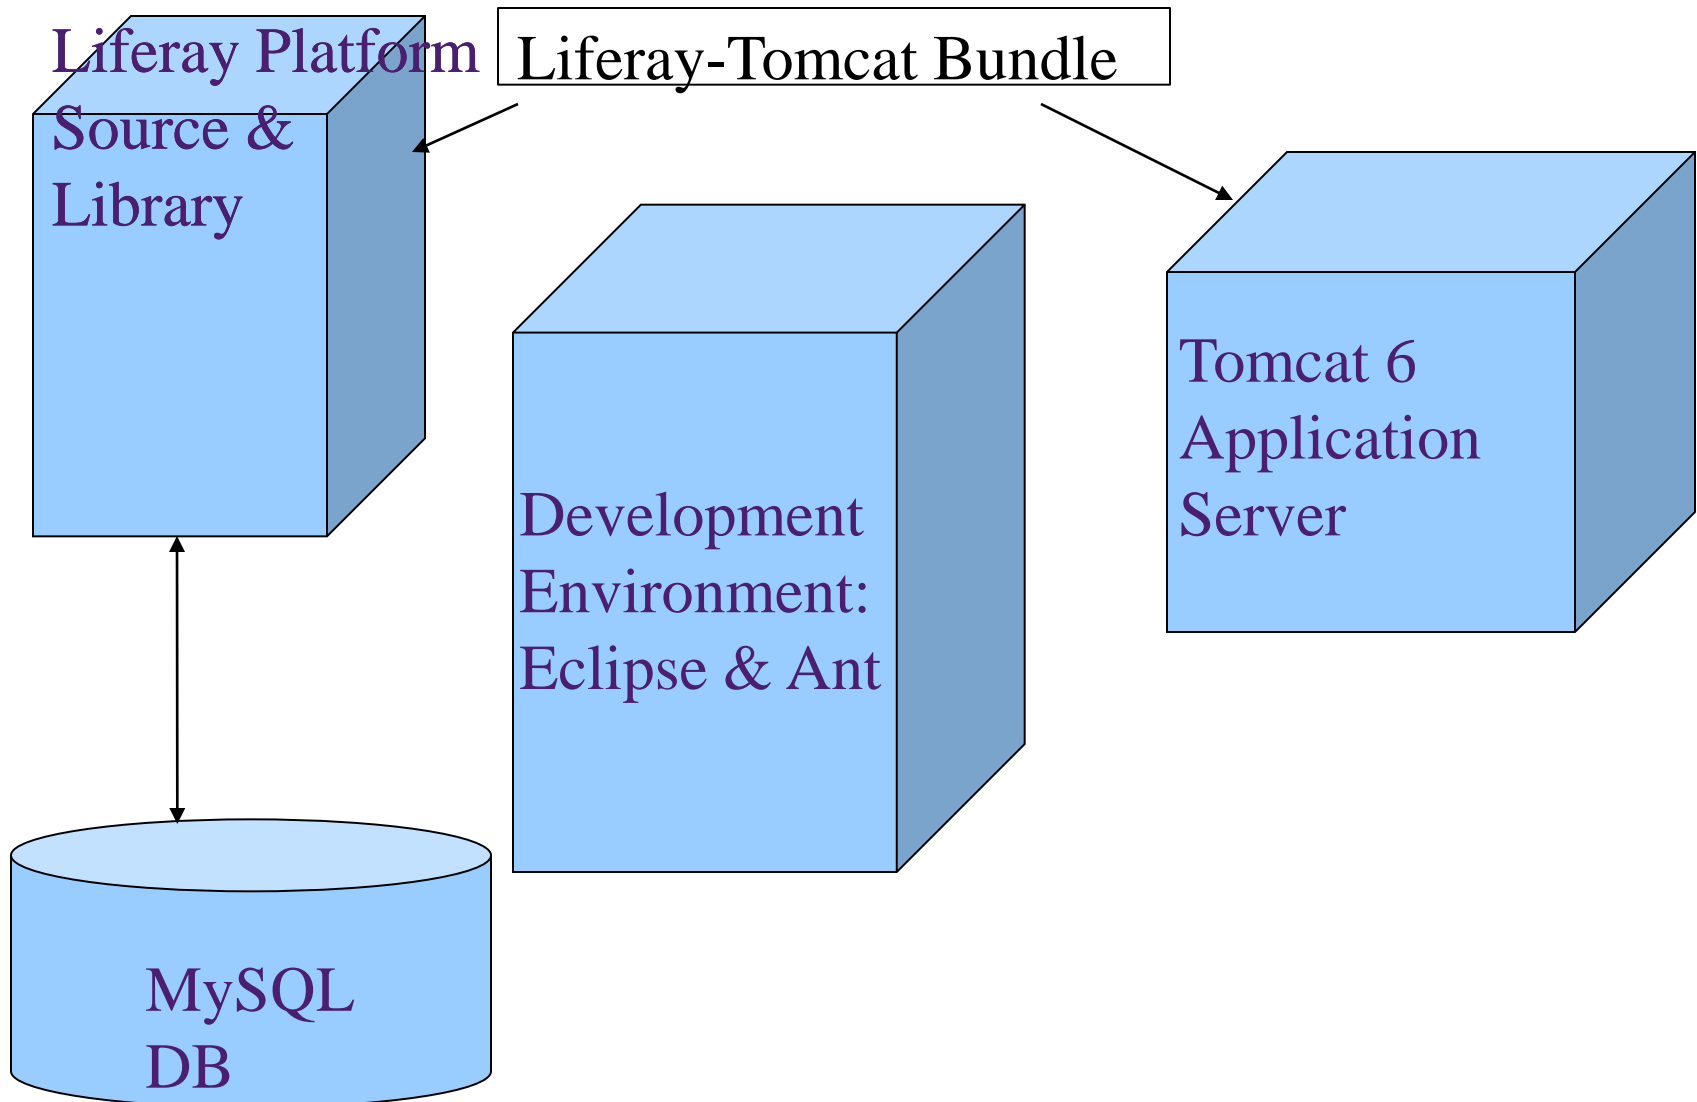 Liferay Platform
Source &
Library
Liferay-Tomcat Bundle
Development
Environment:
Eclipse & Ant
Tomcat 6
Application
Server
MySQL
DB